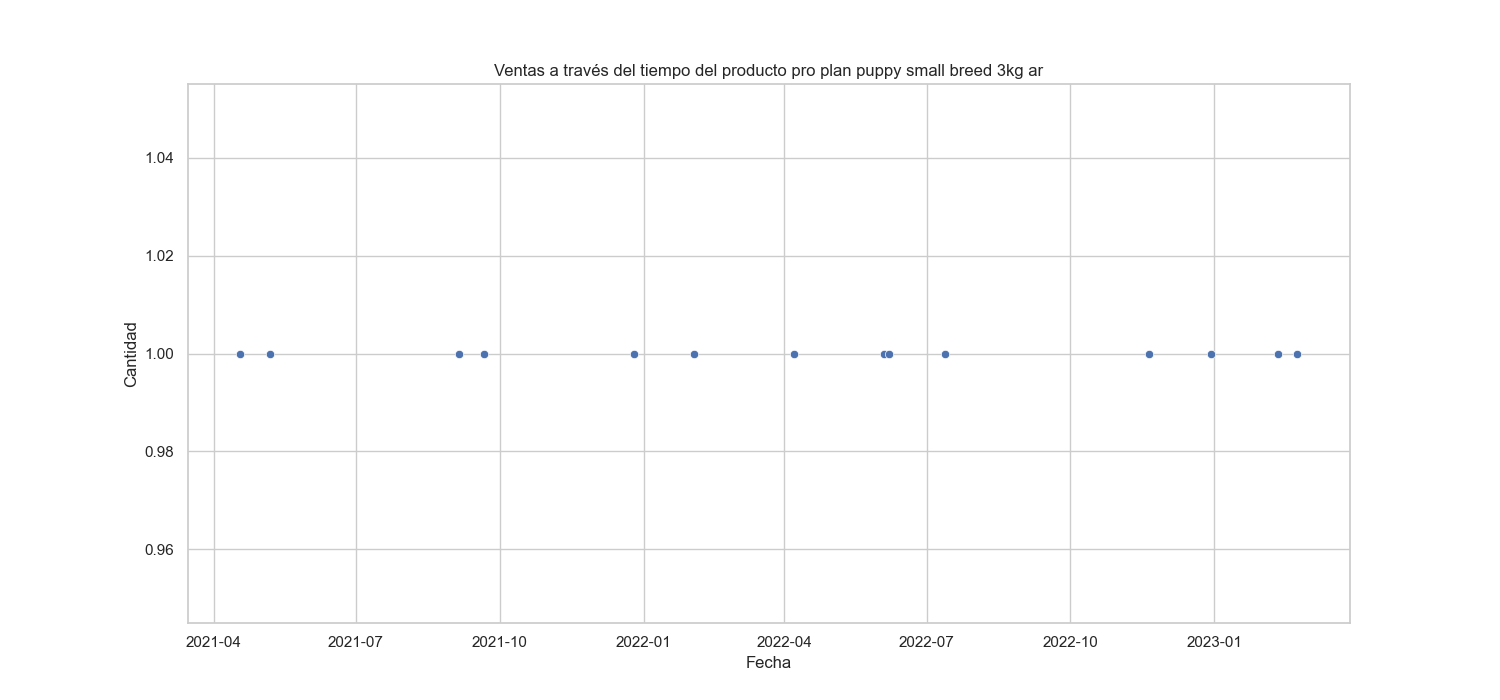 Ventas a través del tiempo del producto pro plan puppy small breed 3kg ar
1.04
1.02
1.00
0.98
0.96
Cantidad
2021-04 2021-07 2021-10 2022-01 2022-04 2022-07 2022-10 2023-01
Fecha